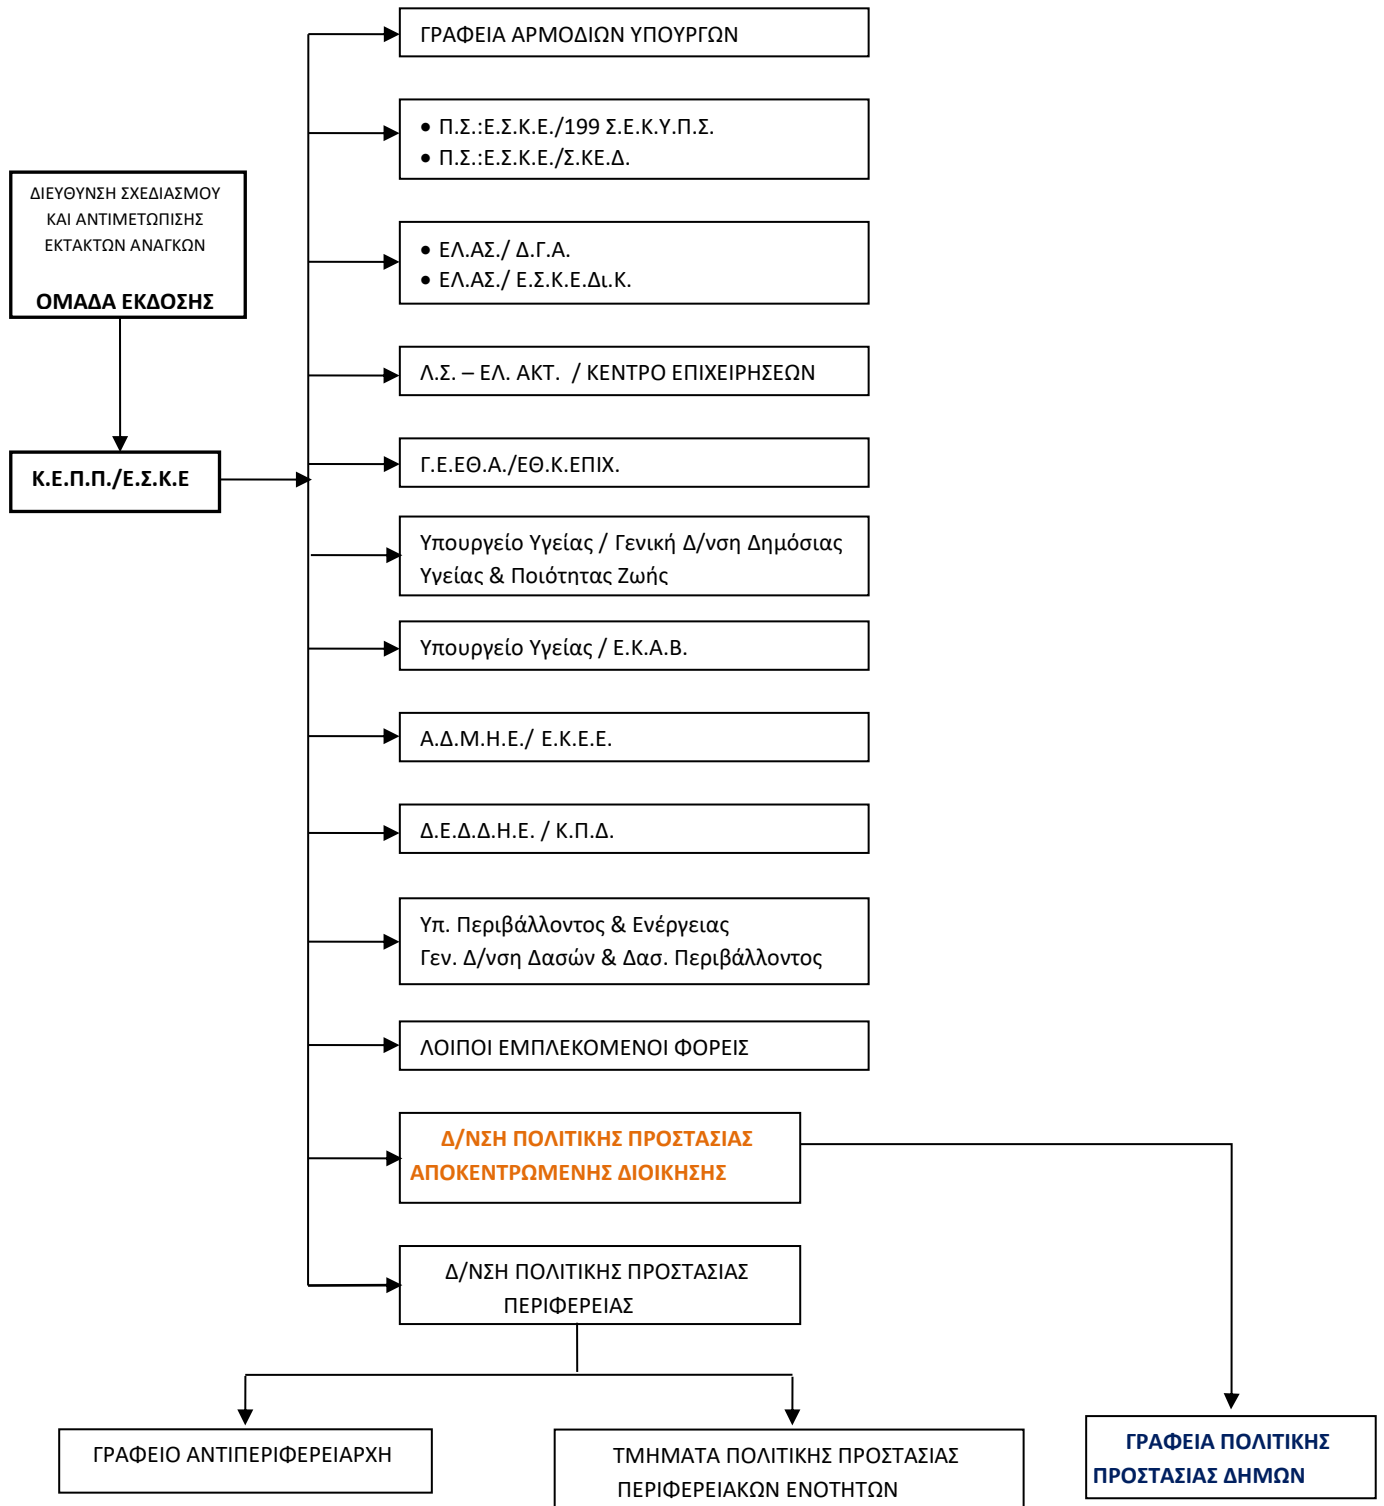 ΓΡΑΦΕΙΑ ΑΡΜΟΔΙΩΝ ΥΠΟΥΡΓΩΝ
• Π.Σ.:Ε.Σ.Κ.Ε./199 Σ.Ε.Κ.Υ.Π.Σ.
• Π.Σ.:Ε.Σ.Κ.Ε./Σ.ΚΕ.Δ.
ΔΙΕΥΘΥΝΣΗ ΣΧΕΔΙΑΣΜΟΥ
ΚΑΙ ΑΝΤΙΜΕΤΩΠΙΣΗΣ
ΕΚΤΑΚΤΩΝ ΑΝΑΓΚΩΝ
ΟΜΑΔΑ ΕΚΔΟΣΗΣ
• ΕΛ.ΑΣ./ Δ.Γ.Α.
• ΕΛ.ΑΣ./ Ε.Σ.Κ.Ε.Δι.Κ.
Λ.Σ. – ΕΛ. ΑΚΤ. / ΚΕΝΤΡΟ ΕΠΙΧΕΙΡΗΣΕΩΝ
Κ.Ε.Π.Π./Ε.Σ.Κ.Ε
Γ.Ε.ΕΘ.Α./ΕΘ.Κ.ΕΠΙΧ.
Υπουργείο Υγείας / Γενική Δ/νση Δημόσιας
Υγείας & Ποιότητας Ζωής
Υπουργείο Υγείας / Ε.Κ.Α.Β.
Α.Δ.Μ.Η.Ε./ Ε.Κ.Ε.Ε.
Δ.Ε.Δ.Δ.Η.Ε. / Κ.Π.Δ.
Υπ. Περιβάλλοντος & Ενέργειας
Γεν. Δ/νση Δασών & Δασ. Περιβάλλοντος
ΛΟΙΠΟΙ ΕΜΠΛΕΚΟΜΕΝΟΙ ΦΟΡΕΙΣ
Δ/ΝΣΗ ΠΟΛΙΤΙΚΗΣ ΠΡΟΣΤΑΣΙΑΣ
ΑΠΟΚΕΝΤΡΩΜΕΝΗΣ ΔΙΟΙΚΗΣΗΣ
Δ/ΝΣΗ ΠΟΛΙΤΙΚΗΣ ΠΡΟΣΤΑΣΙΑΣ
ΠΕΡΙΦΕΡΕΙΑΣ
ΓΡΑΦΕΙΟ ΑΝΤΙΠΕΡΙΦΕΡΕΙΑΡΧΗ
ΤΜΗΜΑΤΑ ΠΟΛΙΤΙΚΗΣ ΠΡΟΣΤΑΣΙΑΣ
ΠΕΡΙΦΕΡΕΙΑΚΩΝ ΕΝΟΤΗΤΩΝ
ΓΡΑΦΕΙΑ ΠΟΛΙΤΙΚΗΣ
ΠΡΟΣΤΑΣΙΑΣ ΔΗΜΩΝ